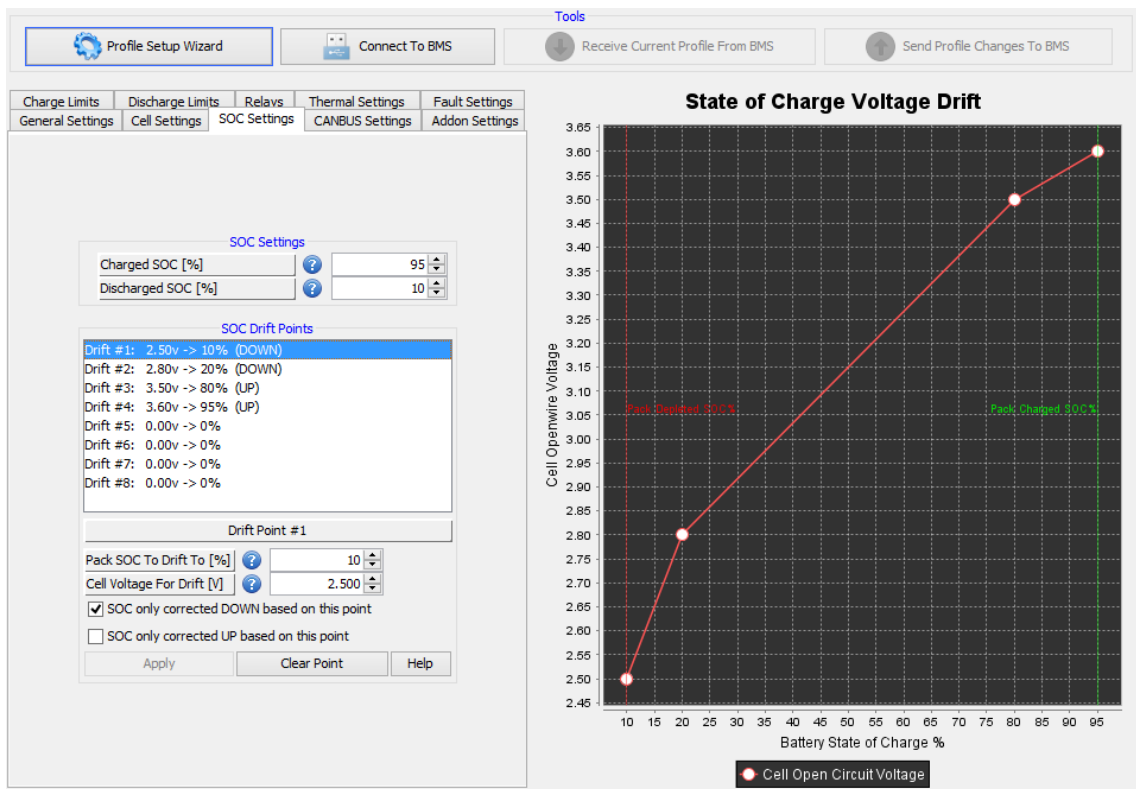 Tools
Profile Setup Wizard
Connect To BMS
Receive Current Profile From BMS
Send Profile Changes To BMS
Charge Limits
Discharge Limits
Relays
Thermal Settings
Fault Settings
General Settings
Cell Settings
SOC Settings
CANBUS Settings
Addon Settings
SOC Settings
Charged SOC [%]
?
95
Discharged SOC [%]
?
10
SOC Drift Points
Drift #1: 2.50v -> 10% (DOWN)
Drift #2: 2.80v -> 20% (DOWN)
Drift #3: 3.50v -> 80% (UP)
Drift #4: 3.60v -> 95% (UP)
Drift #5: 0.00v -> 0%
Drift #6: 0.00v -> 0%
Drift #7: 0.00v -> 0%
Drift #8: 0.00v -> 0%
Drift Point #1
Pack SOC To Drift To [%]
?
10
Cell Voltage For Drift [V]
?
2.500
SOC only corrected DOWN based on this point
SOC only corrected UP based on this point
Apply
Clear Point
Help
State of Charge Voltage Drift
Cell Openwire Voltage
3.65
3.60
3.55
3.50
3.45
3.40
3.35
3.30
3.25
3.20
3.15
3.10
3.05
3.00
2.95
2.90
2.85
2.80
2.75
2.70
2.65
2.60
2.55
2.50
2.45
Pack Depleted SOC%
Pack Charged SOC%
10 15 20 25 30 35 40 45 50 55 60 65 70 75 80 85 90 95
Battery State of Charge %
Cell Open Circuit Voltage